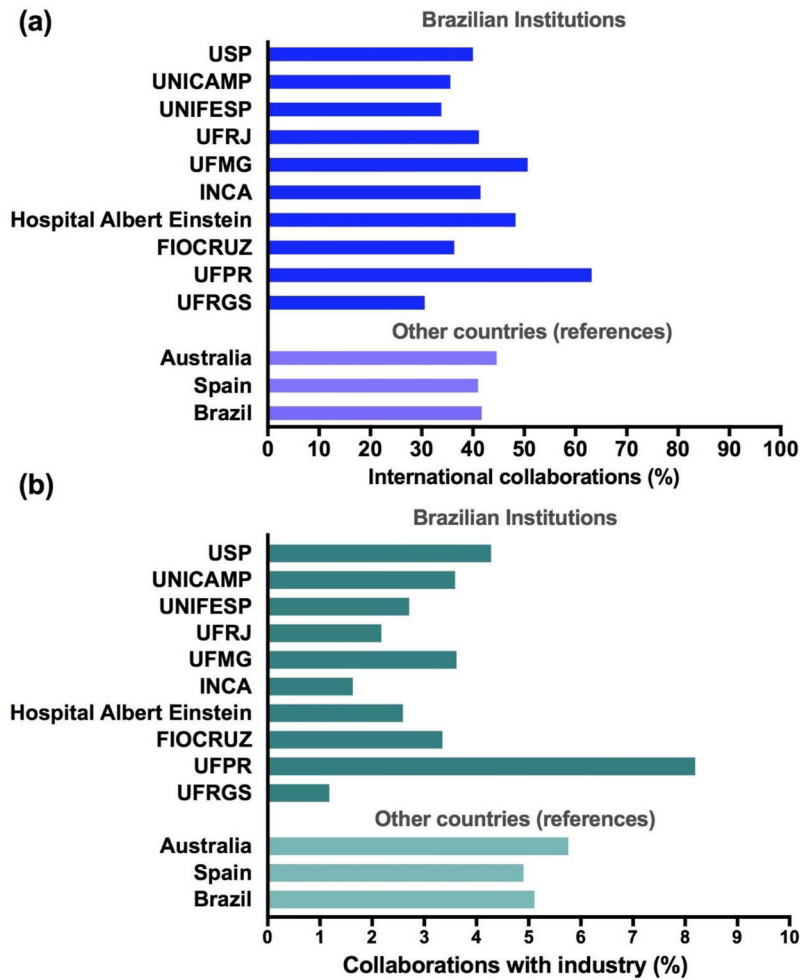 (a)
Brazilian Institutions
USP
UNICAMP
UNIFESP
UFRJ
UFMG
INCA
Hospital Albert Einstein
FIOCRUZ
UFPR
UFRGS
Other countries (references)
Australia
Spain
Brazil
0 10 20 30 40 50 60 70 80 90 100
International collaborations (%)
(b)
Brazilian Institutions
USP
UNICAMP
UNIFESP
UFRJ
UFMG
INCA
Hospital Albert Einstein
FIOCRUZ
UFPR
UFRGS
Other countries (references)
Australia
Spain
Brazil
0 1 2 3 4 5 6 7 8 9 10
Collaborations with industry (%)